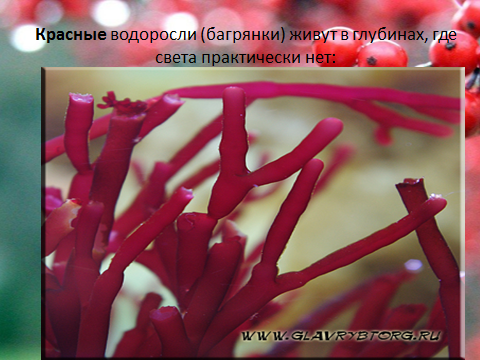 Красные водоросли (багрянки) живут в глубинах, где
света практически нет:
WWW.GLAVRYBTORG.RU